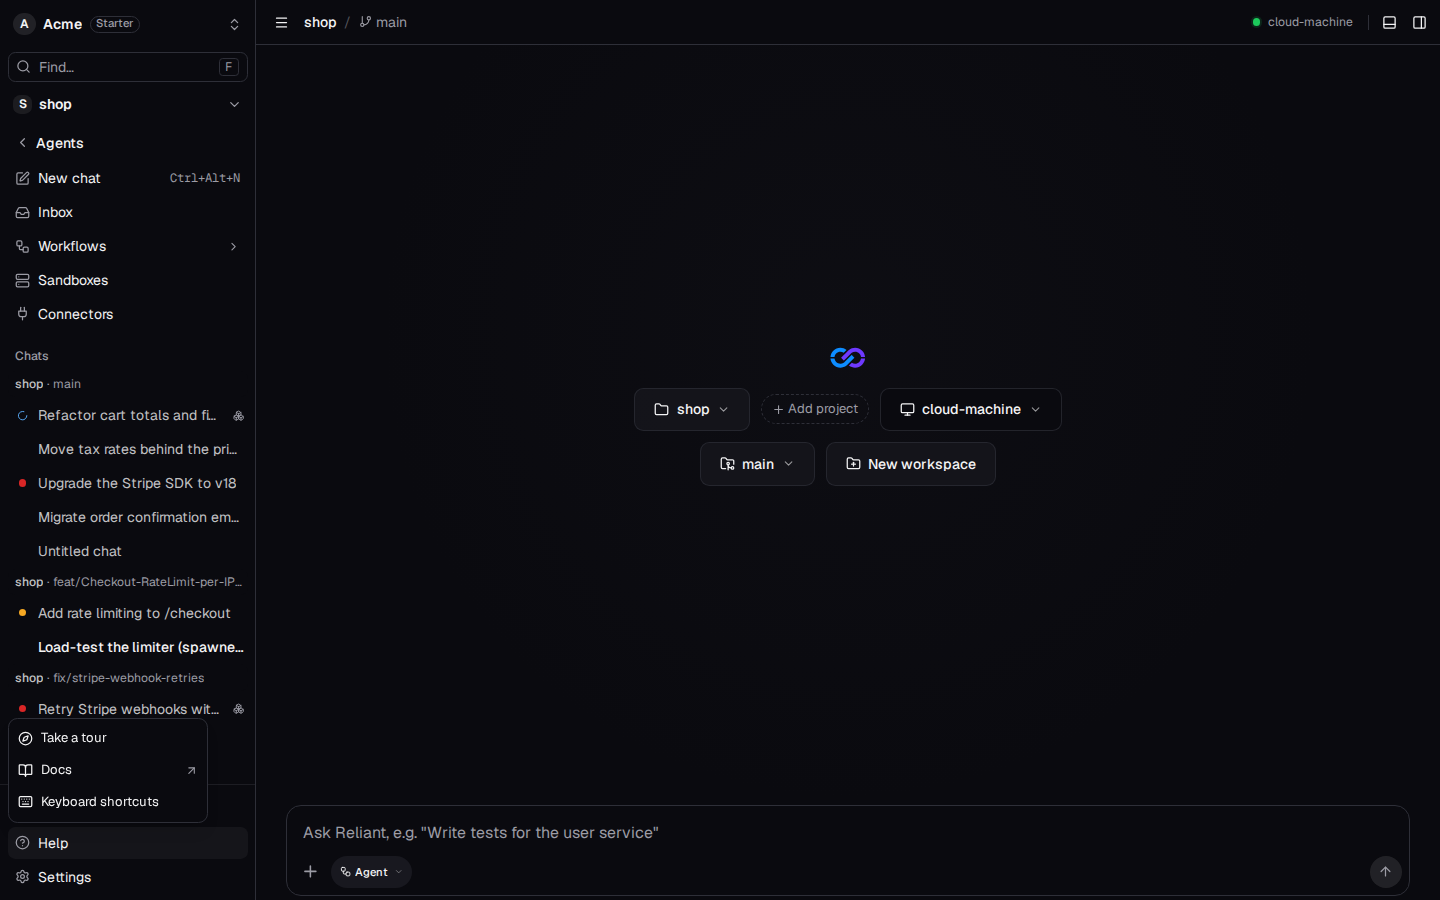 A Acme Starter
Find... F
S shop
Agents
New chat Ctrl+Alt+N
Inbox
Workflows
Sandboxes
Connectors
Chats
shop · main
Refactor cart totals and fi...
Move tax rates behind the pri...
Upgrade the Stripe SDK to v18
Migrate order confirmation em...
Untitled chat
shop · feat/Checkout-RateLimit-per-IP...
Add rate limiting to /checkout
Load-test the limiter (spawne...
shop · fix/stripe-webhook-retries
Retry Stripe webhooks wit...
Take a tour
Docs
Keyboard shortcuts
Help
Settings
shop / main
cloud-machine
shop
Add project
cloud-machine
main
New workspace
Ask Reliant, e.g. "Write tests for the user service"
Agent